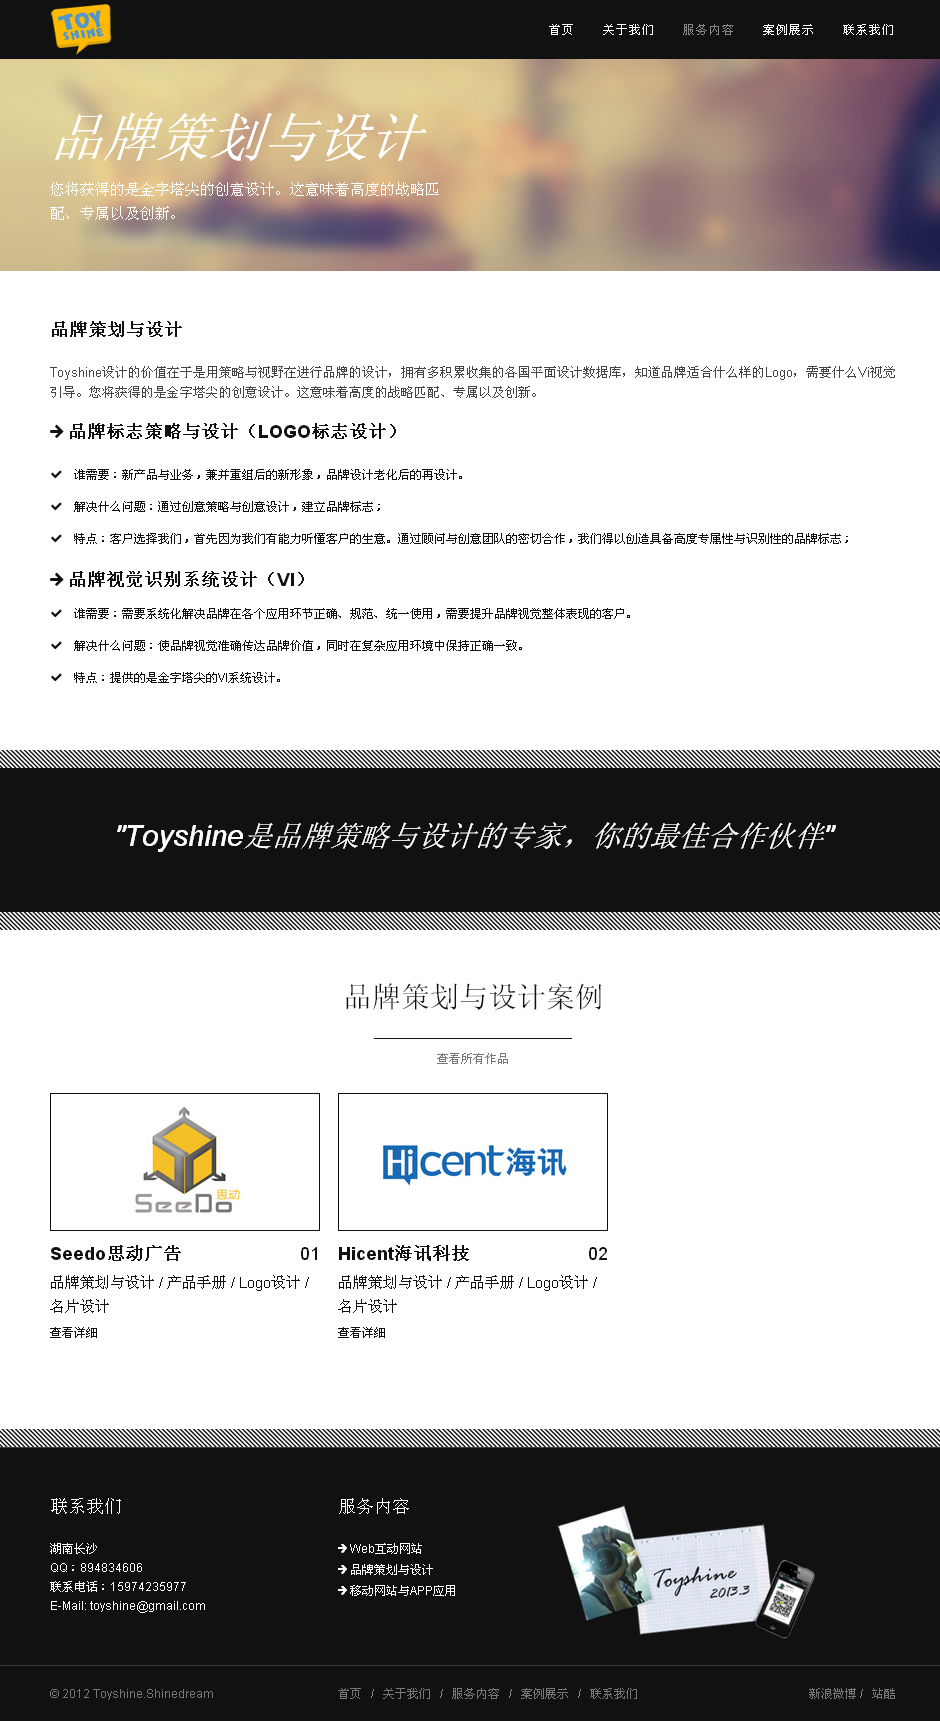 TOY
SHINE
首页 关于我们 服务内容 案例展示 联系我们
品牌策划与设计
您将获得的是金字塔尖的创意设计。这意味着高度的战略匹
配、专属以及创新。
品牌策划与设计
Toyshine设计的价值在于是用策略与视野在进行品牌的设计，拥有多积累收集的各国平面设计数据库，知道品牌适合什么样的Logo，需要什么VI视觉
引导。您将获得的是金字塔尖的创意设计。这意味着高度的战略匹配、专属以及创新。
品牌标志策略与设计（LOGO标志设计）
谁需要：新产品与业务，兼并重组后的新形象，品牌设计老化后的再设计。
解决什么问题：通过创意策略与创意设计，建立品牌标志；
特点：客户选择我们，首先因为我们有能力听懂客户的生意。通过顾问与创意团队的密切合作，我们得以创造具备高度专属性与识别性的品牌标志；
品牌视觉识别系统设计（VI）
谁需要：需要系统化解决品牌在各个应用环节正确、规范、统一使用，需要提升品牌视觉整体表现的客户。
解决什么问题：使品牌视觉准确传达品牌价值，同时在复杂应用环境中保持正确一致。
特点：提供的是金字塔尖的VI系统设计。
"Toyshine是品牌策略与设计的专家，你的最佳合作伙伴"
品牌策划与设计案例
查看所有作品
SeeDo思动
Hicent海讯
Seedo思动广告 01
品牌策划与设计 / 产品手册 / Logo设计 /
名片设计
查看详细
Hicent海讯科技 02
品牌策划与设计 / 产品手册 / Logo设计 /
名片设计
查看详细
联系我们
湖南长沙
QQ：894834606
联系电话：15974235977
E-Mail: toyshine@gmail.com
服务内容
Web互动网站
品牌策划与设计
移动网站与APP应用
Toyshine
2013.3
© 2012 Toyshine.Shinedream
首页 / 关于我们 / 服务内容 / 案例展示 / 联系我们
新浪微博 / 站酷